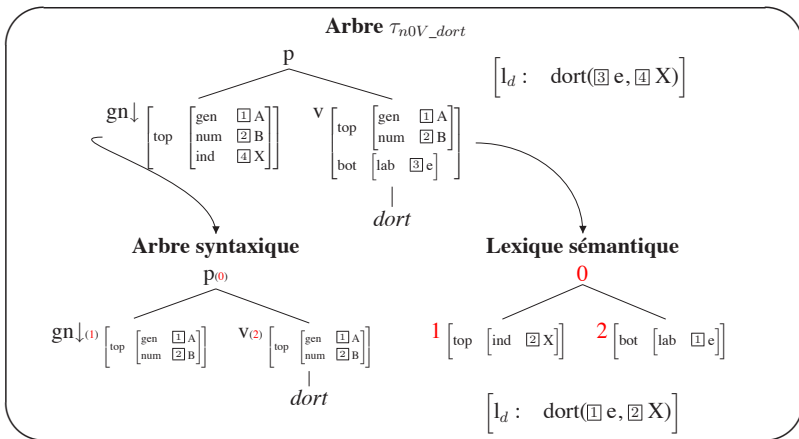 Arbre τn0V_dort
p
[l_d : dort(3 e, 4 X)]
gn↓ [top [gen 1 A
num 2 B
ind 4 X]]
v [top [gen 1 A
num 2 B]
bot [lab 3 e]]
dort
Arbre syntaxique
p(0)
gn↓(1) [top [gen 1 A
num 2 B]]
v(2) [top [gen 1 A
num 2 B]]
dort
Lexique sémantique
0
1 [top [ind 2 X]]
2 [bot [lab 1 e]]
[l_d : dort(1 e, 2 X)]